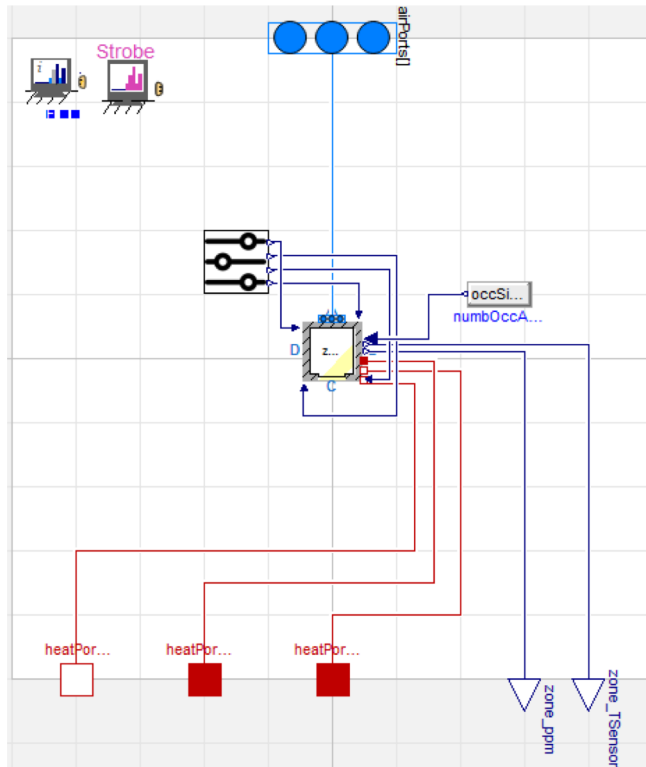 airPorts[]
Strobe
occSi...
numbOccA...
z...
D
C
heatPor...
heatPor...
heatPor...
zone_ppm
zone_TSensor